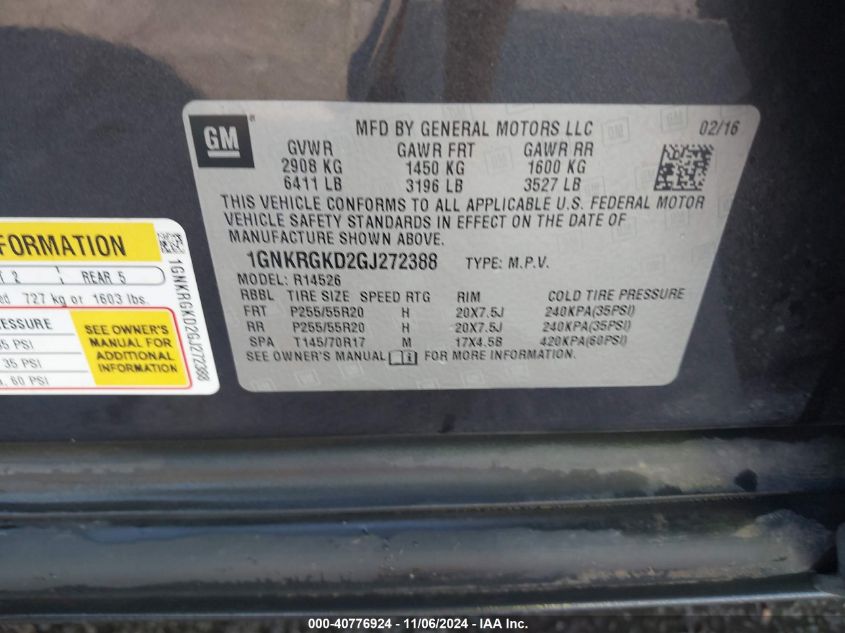 GM
®
MFD BY GENERAL MOTORS LLC 02/16
GVWR GAWR FRT GAWR RR
2908 KG 1450 KG 1600 KG
6411 LB 3196 LB 3527 LB
THIS VEHICLE CONFORMS TO ALL APPLICABLE U.S. FEDERAL MOTOR
VEHICLE SAFETY STANDARDS IN EFFECT ON THE DATE OF
MANUFACTURE SHOWN ABOVE.
1GNKRGKD2GJ272388 TYPE: M.P.V.
MODEL: R14526
RBBL TIRE SIZE SPEED RTG RIM COLD TIRE PRESSURE
FRT P255/55R20 H 20X7.5J 240KPA(35PSI)
RR P255/55R20 H 20X7.5J 240KPA(35PSI)
SPA T145/70R17 M 17X4.5B 420KPA(60PSI)
SEE OWNER'S MANUAL FOR MORE INFORMATION.
2 REAR 5
727 kg or 1603 lbs.
SEE OWNER'S
MANUAL FOR
ADDITIONAL
INFORMATION
35 PSI
60 PSI
1GNKRGKD2GJ272388
000-40776924 - 11/06/2024 - IAA Inc.